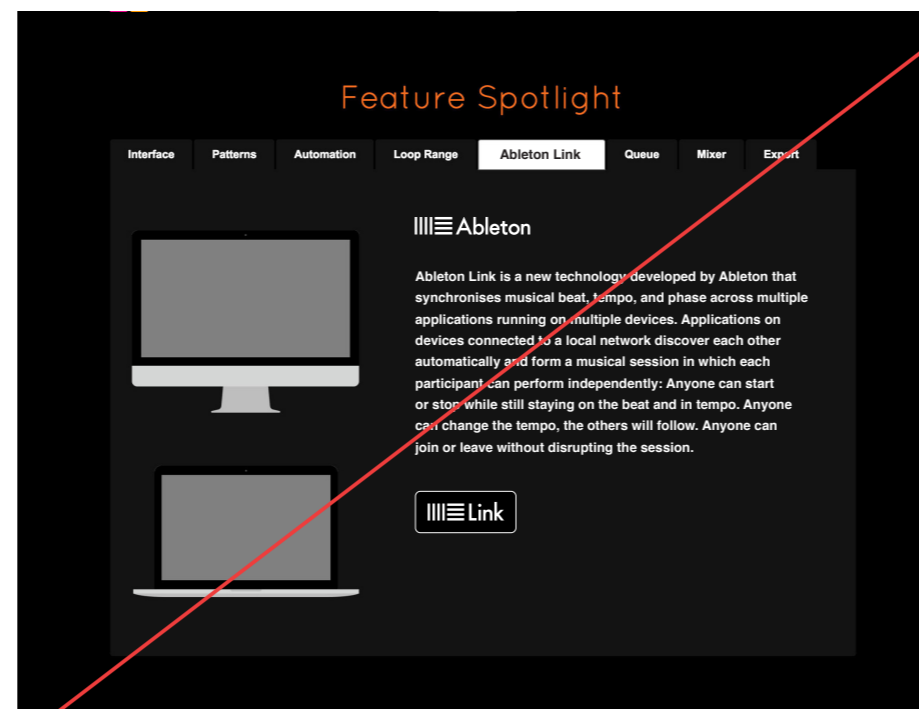 Feature Spotlight
Interface Patterns Automation Loop Range Ableton Link Queue Mixer Export
Ableton
Ableton Link is a new technology developed by Ableton that
synchronises musical beat, tempo, and phase across multiple
applications running on multiple devices. Applications on
devices connected to a local network discover each other
automatically and form a musical session in which each
participant can perform independently: Anyone can start
or stop while still staying on the beat and in tempo. Anyone
can change the tempo, the others will follow. Anyone can
join or leave without disrupting the session.
Link